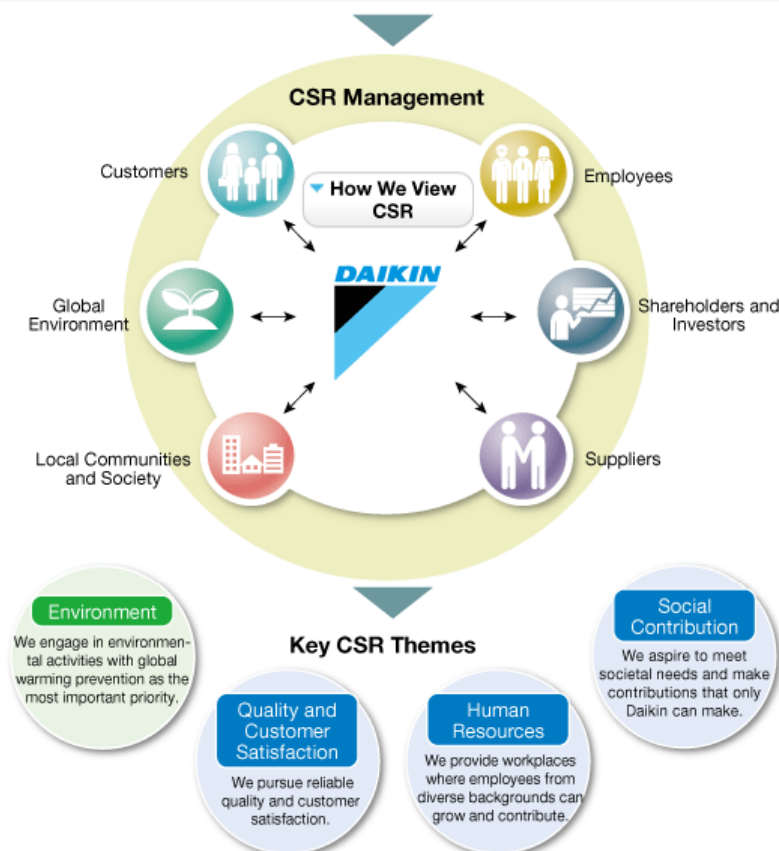 CSR Management
Customers
How We View
CSR
Employees
DAIKIN
Global
Environment
Shareholders and
Investors
Local Communities
and Society
Suppliers
Key CSR Themes
Environment
We engage in environmen-
tal activities with global
warming prevention as the
most important priority.
Quality and
Customer
Satisfaction
We pursue reliable
quality and customer
satisfaction.
Human
Resources
We provide workplaces
where employees from
diverse backgrounds can
grow and contribute.
Social
Contribution
We aspire to meet
societal needs and make
contributions that only
Daikin can make.